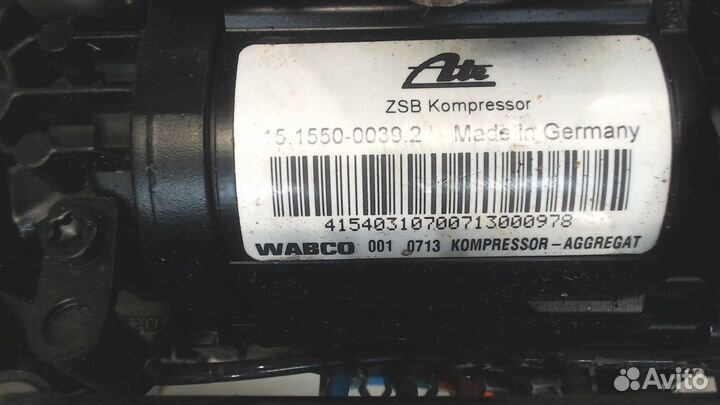 Ate
ZSB Kompressor
15.1550-0039.2 Made in Germany
41540310700713000978
WABCO 001 0713 KOMPRESSOR-AGGREGAT
Avito